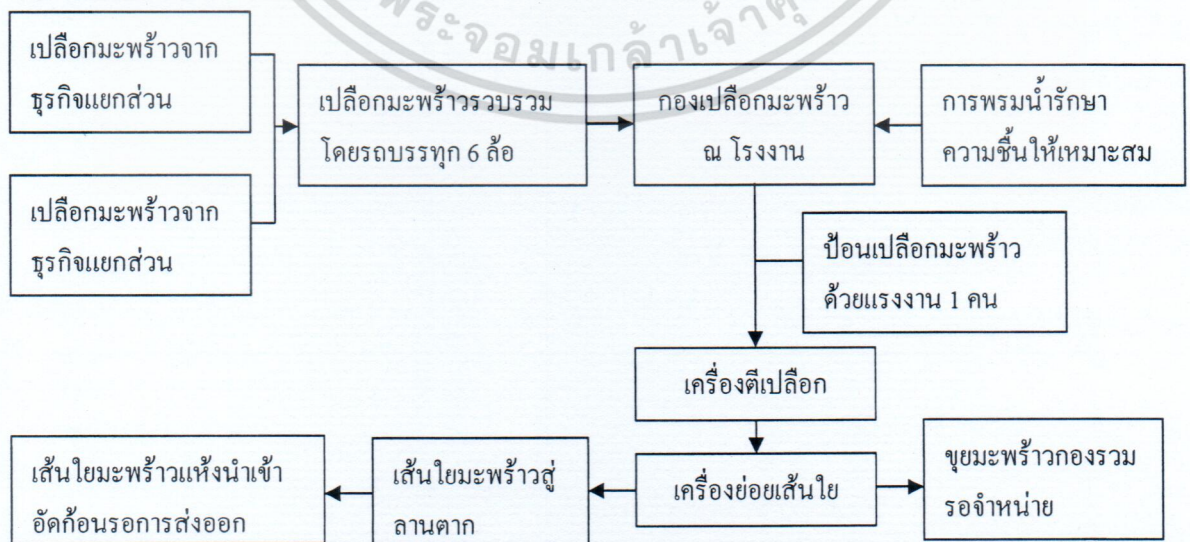 พระจอมเกล้าเจ้าคุ
เปลือกมะพร้าวจาก
ธุรกิจแยกส่วน
เปลือกมะพร้าวรวบรวม
โดยรถบรรทุก 6 ล้อ
กองเปลือกมะพร้าว
ณ โรงงาน
การพรมน้ำรักษา
ความชื้นให้เหมาะสม
เปลือกมะพร้าวจาก
ธุรกิจแยกส่วน
ป้อนเปลือกมะพร้าว
ด้วยแรงงาน 1 คน
เครื่องตีเปลือก
เส้นใยมะพร้าวแห้งนำเข้า
อัดก้อนรอการส่งออก
เส้นใยมะพร้าวสู่
ลานตาก
เครื่องย่อยเส้นใย
ขุยมะพร้าวกองรวม
รอจำหน่าย